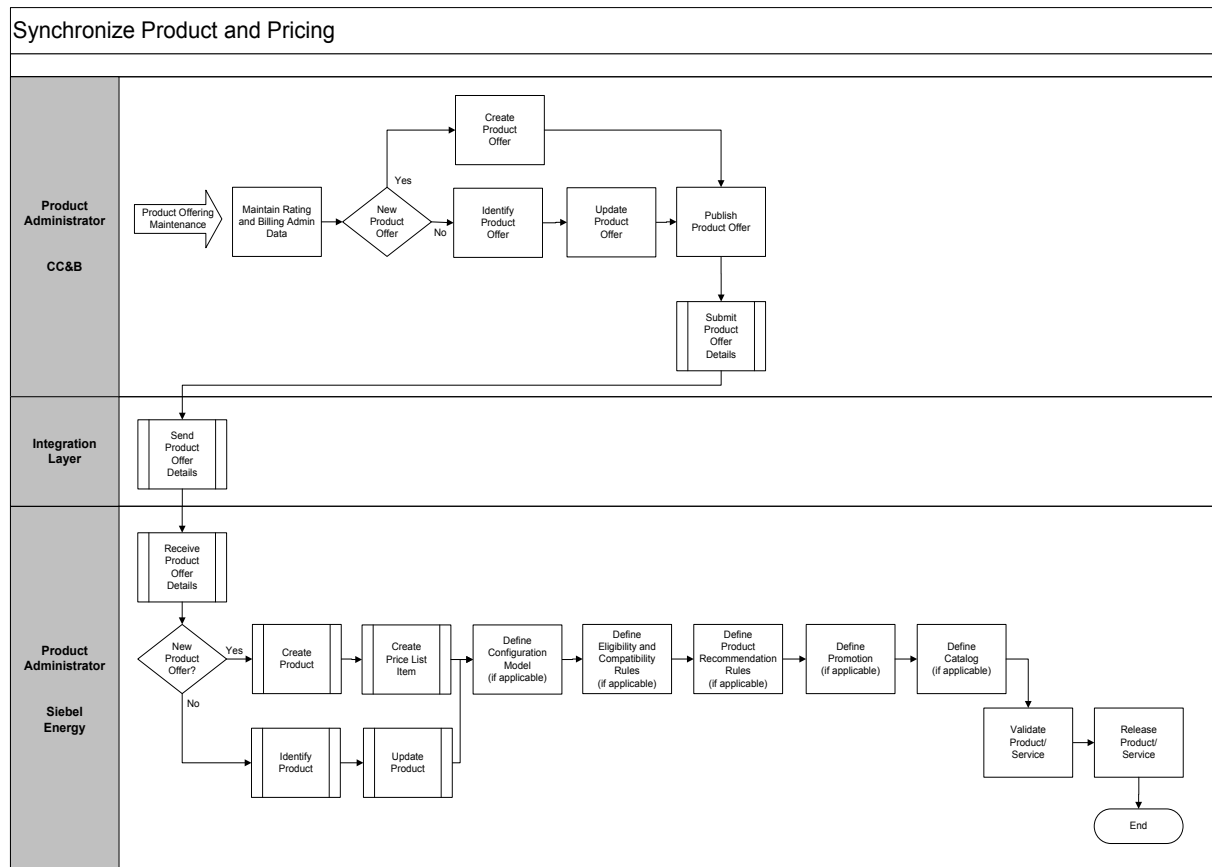 Synchronize Product and Pricing
Product
Administrator
CC&B
Product Offering
Maintenance
Maintain Rating
and Billing Admin
Data
New
Product
Offer
Yes
No
Create
Product
Offer
Identify
Product
Offer
Update
Product
Offer
Publish
Product Offer
Submit
Product
Offer
Details
Integration
Layer
Send
Product
Offer
Details
Product
Administrator
Siebel
Energy
Receive
Product
Offer
Details
New
Product
Offer?
Yes
No
Create
Product
Create
Price List
Item
Define
Configuration
Model
(if applicable)
Define
Eligibility and
Compatibility
Rules
(if applicable)
Define
Product
Recommendation
Rules
(if applicable)
Define
Promotion
(if applicable)
Define
Catalog
(if applicable)
Identify
Product
Update
Product
Validate
Product/
Service
Release
Product/
Service
End